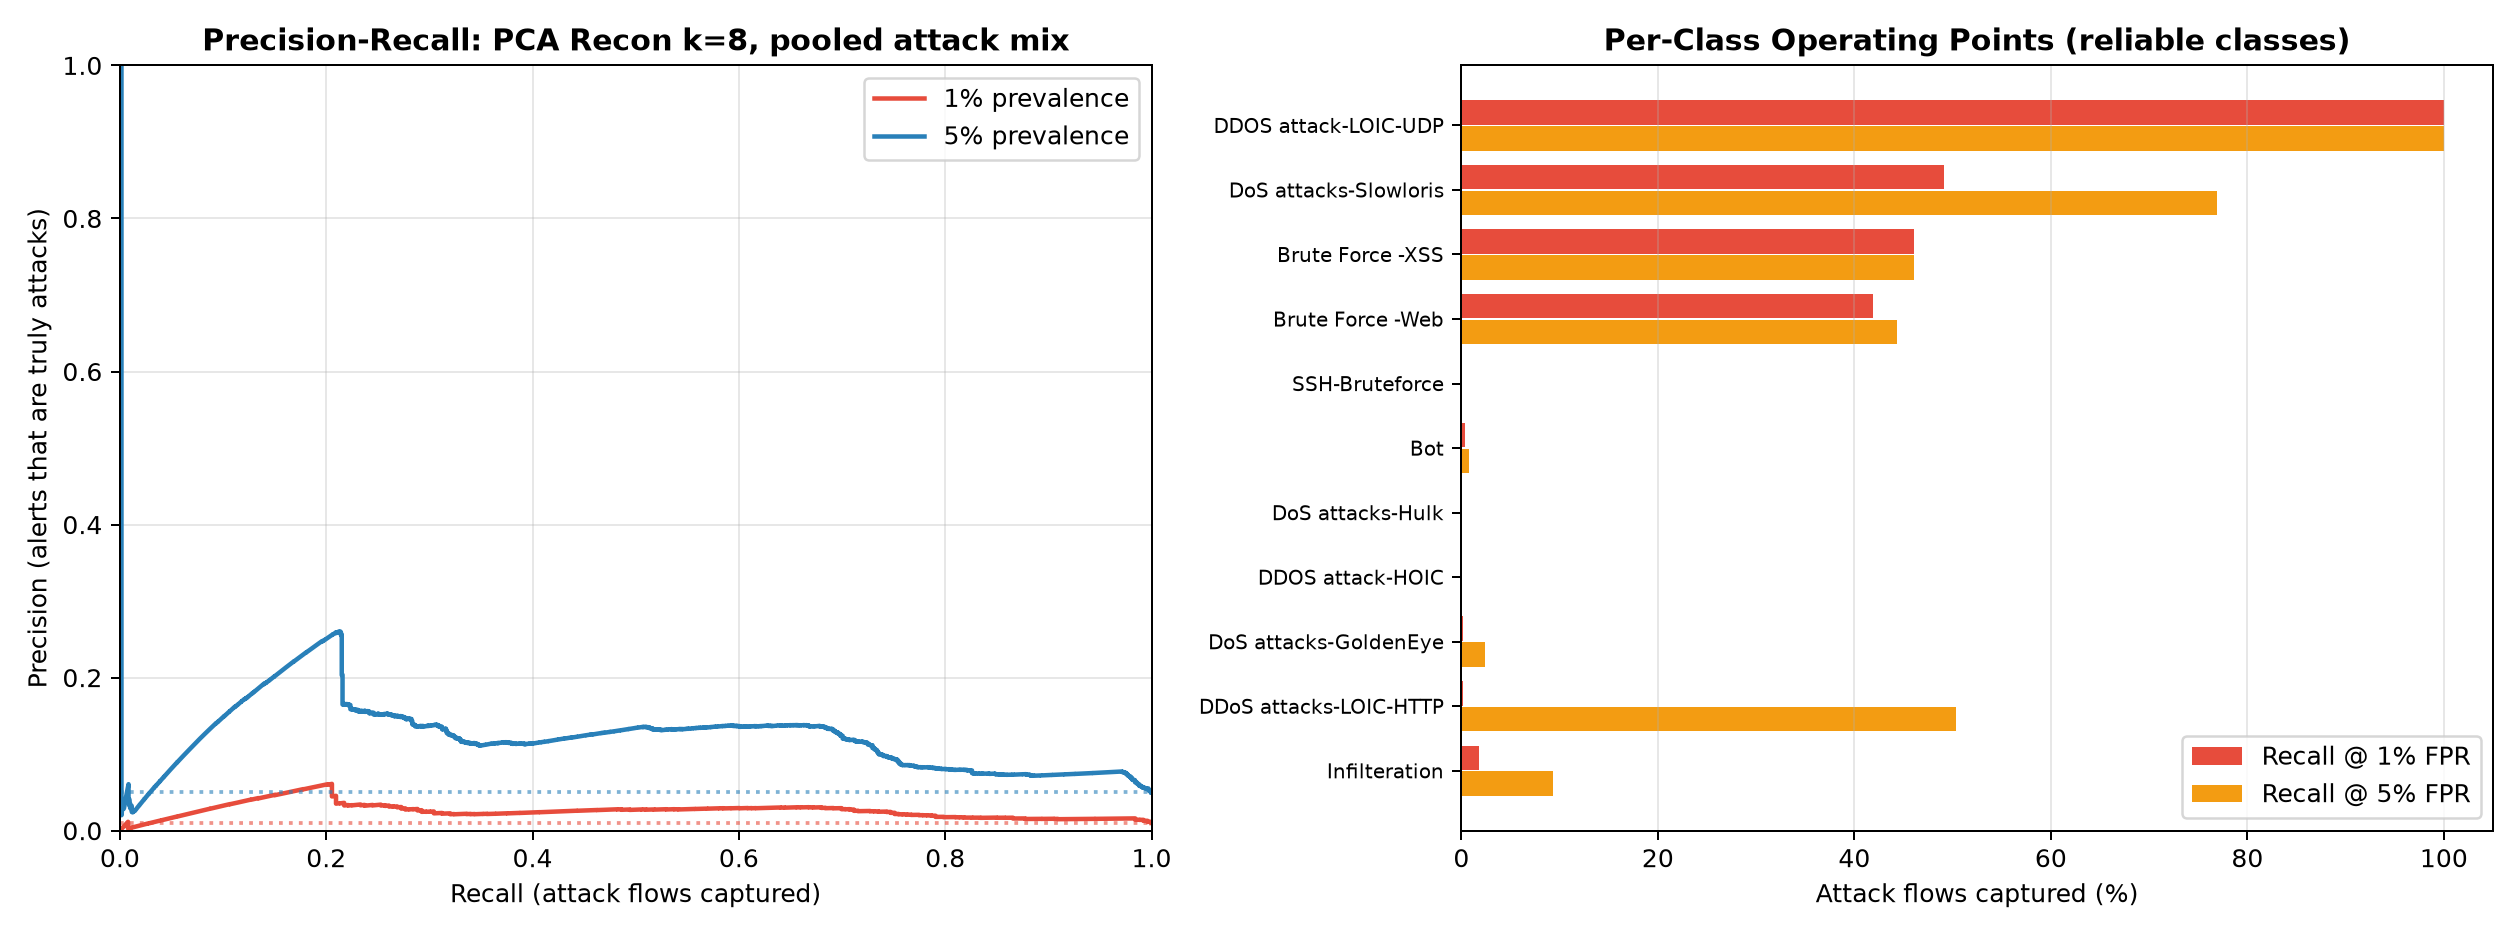 Precision-Recall: PCA Recon k=8, pooled attack mix
1.0
0.8
0.6
0.4
0.2
0.0
Precision (alerts that are truly attacks)
1% prevalence
5% prevalence
0.0
0.2
0.4
0.6
0.8
1.0
Recall (attack flows captured)
Per-Class Operating Points (reliable classes)
DDOS attack-LOIC-UDP
DoS attacks-Slowloris
Brute Force -XSS
Brute Force -Web
SSH-Bruteforce
Bot
DoS attacks-Hulk
DDOS attack-HOIC
DoS attacks-GoldenEye
DDoS attacks-LOIC-HTTP
Infilteration
Recall @ 1% FPR
Recall @ 5% FPR
0
20
40
60
80
100
Attack flows captured (%)